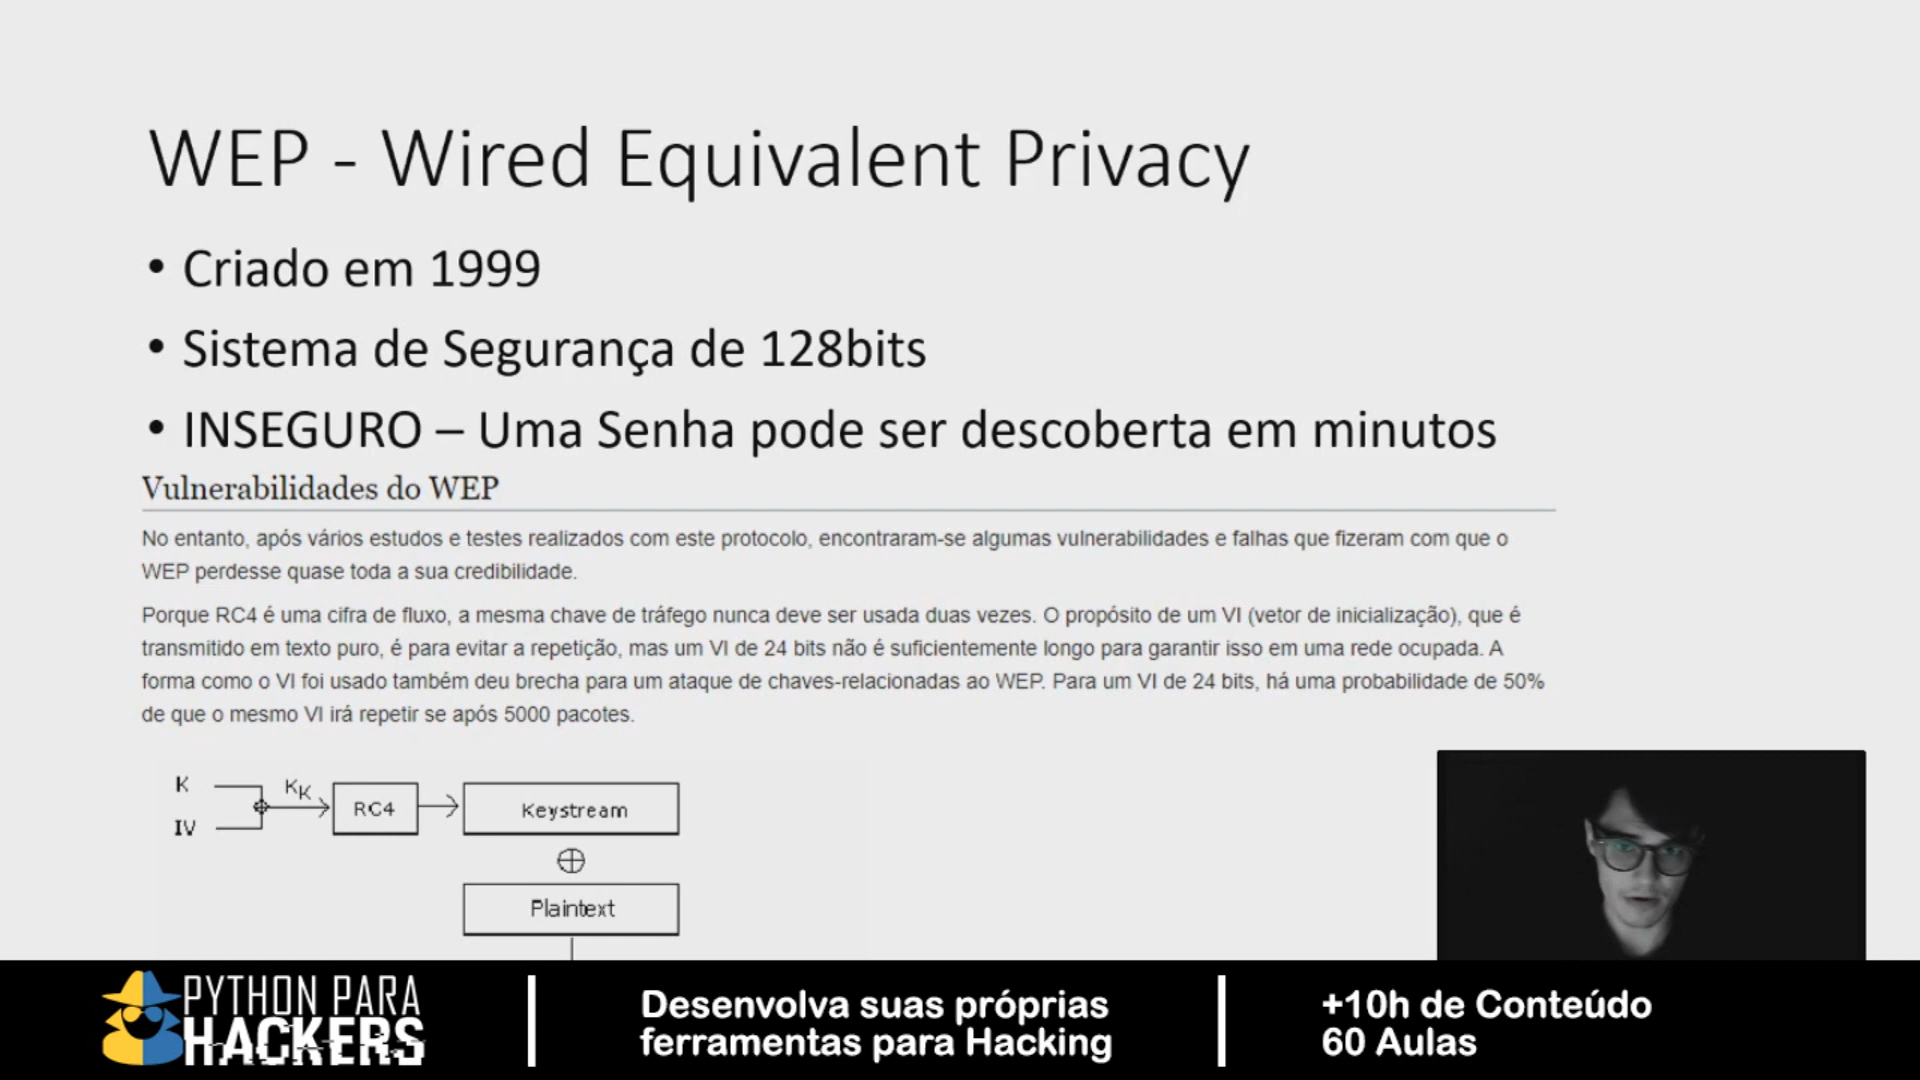 WEP - Wired Equivalent Privacy
• Criado em 1999
• Sistema de Segurança de 128bits
• INSEGURO – Uma Senha pode ser descoberta em minutos
Vulnerabilidades do WEP
No entanto, após vários estudos e testes realizados com este protocolo, encontraram-se algumas vulnerabilidades e falhas que fizeram com que o
WEP perdesse quase toda a sua credibilidade.
Porque RC4 é uma cifra de fluxo, a mesma chave de tráfego nunca deve ser usada duas vezes. O propósito de um VI (vetor de inicialização), que é
transmitido em texto puro, é para evitar a repetição, mas um VI de 24 bits não é suficientemente longo para garantir isso em uma rede ocupada. A
forma como o VI foi usado também deu brecha para um ataque de chaves-relacionadas ao WEP. Para um VI de 24 bits, há uma probabilidade de 50%
de que o mesmo VI irá repetir se após 5000 pacotes.
K
KK
IV
RC4
Keystream
Plaintext
PYTHON PARA
HACKERS
Desenvolva suas próprias
ferramentas para Hacking
+10h de Conteúdo
60 Aulas